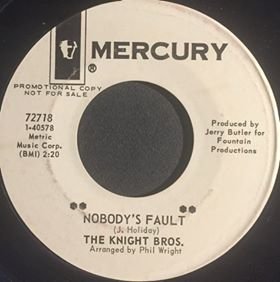 MERCURY
®
PROMOTIONAL COPY
NOT FOR SALE
72718
1-40578
Metric
Music Corp.
(BMI) 2:20
Produced by
Jerry Butler for
Fountain
Productions
** **
NOBODY'S FAULT
(J. Holiday)
THE KNIGHT BROS.
Arranged by Phil Wright